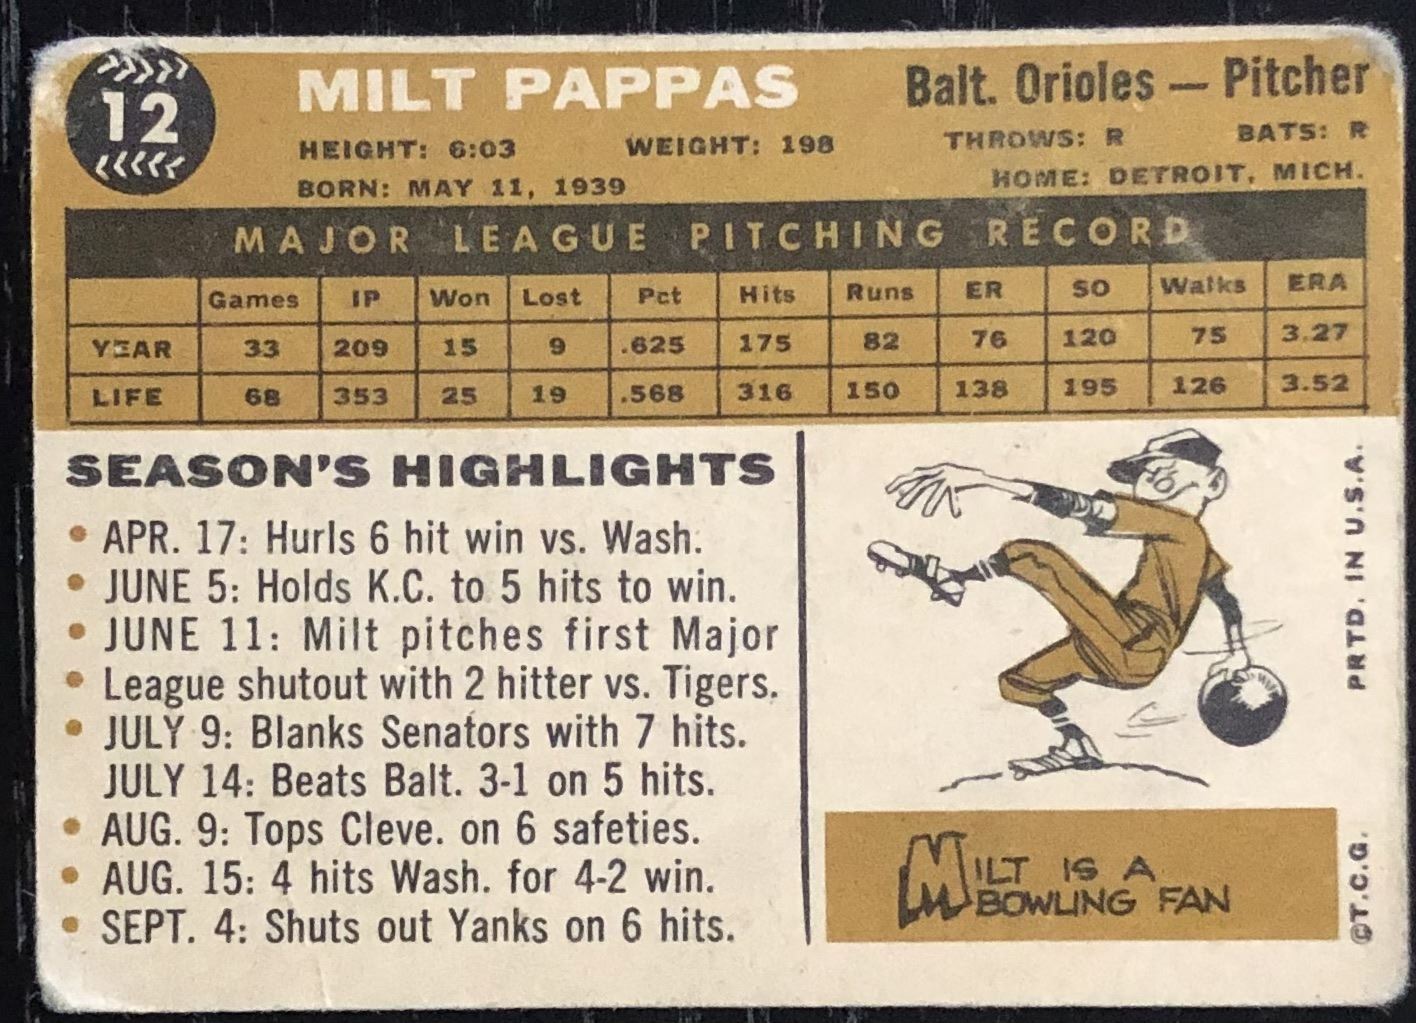 12
MILT PAPPAS
Balt. Orioles — Pitcher
HEIGHT: 6:03 WEIGHT: 198 THROWS: R BATS: R
BORN: MAY 11, 1939 HOME: DETROIT, MICH.
MAJOR LEAGUE PITCHING RECORD
Games IP Won Lost Pct Hits Runs ER SO Walks ERA
YEAR 33 209 15 9 .625 175 82 76 120 75 3.27
LIFE 68 353 25 19 .568 316 150 138 195 126 3.52
SEASON'S HIGHLIGHTS
• APR. 17: Hurls 6 hit win vs. Wash.
• JUNE 5: Holds K.C. to 5 hits to win.
• JUNE 11: Milt pitches first Major
• League shutout with 2 hitter vs. Tigers.
• JULY 9: Blanks Senators with 7 hits.
JULY 14: Beats Balt. 3-1 on 5 hits.
• AUG. 9: Tops Cleve. on 6 safeties.
• AUG. 15: 4 hits Wash. for 4-2 win.
• SEPT. 4: Shuts out Yanks on 6 hits.
MILT IS A
BOWLING FAN
PRTD. IN U.S.A.
©T.C.G.